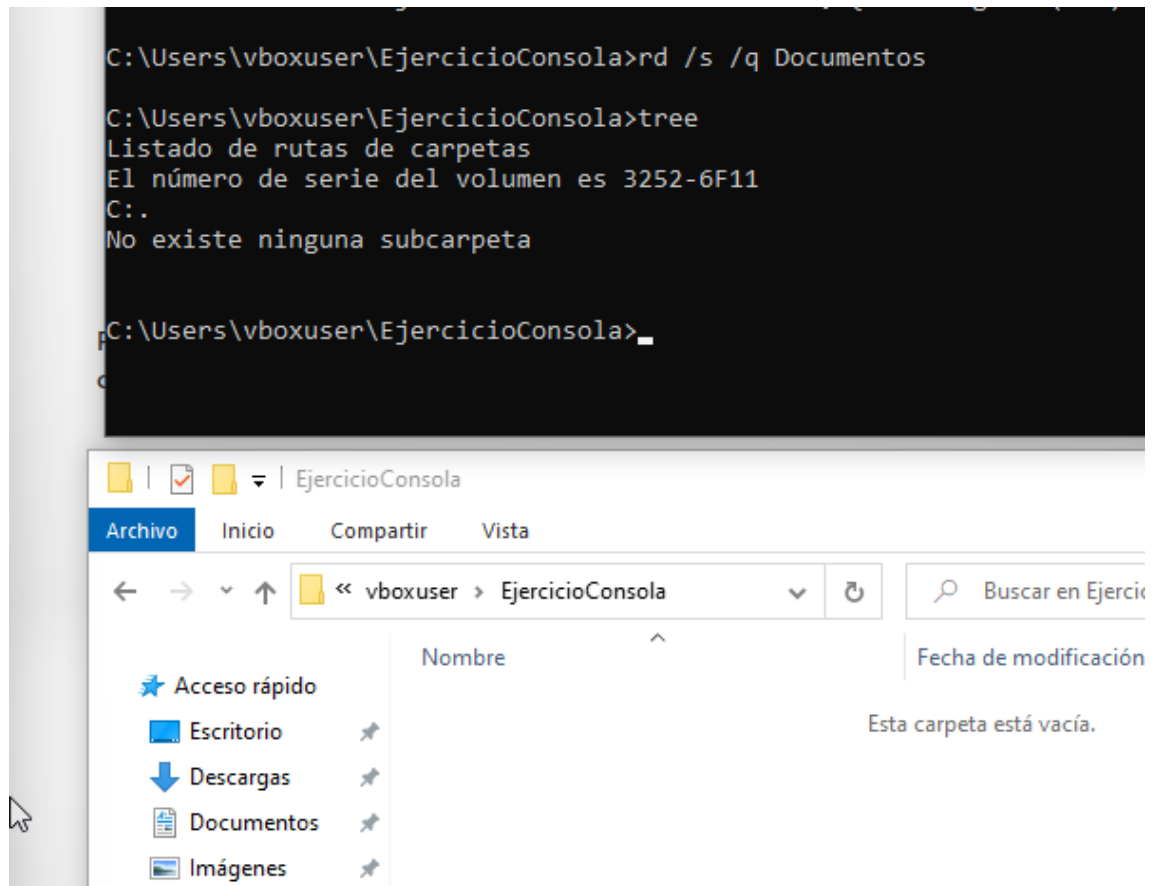 C:\Users\vboxuser\EjercicioConsola>rd /s /q Documentos
C:\Users\vboxuser\EjercicioConsola>tree
Listado de rutas de carpetas
El número de serie del volumen es 3252-6F11
C:.
No existe ninguna subcarpeta
C:\Users\vboxuser\EjercicioConsola>
EjercicioConsola
Archivo Inicio Compartir Vista
« vboxuser > EjercicioConsola Buscar en
Nombre Fecha de modificación
Acceso rápido
Esta carpeta está vacía.
Escritorio
Descargas
Documentos
Imágenes